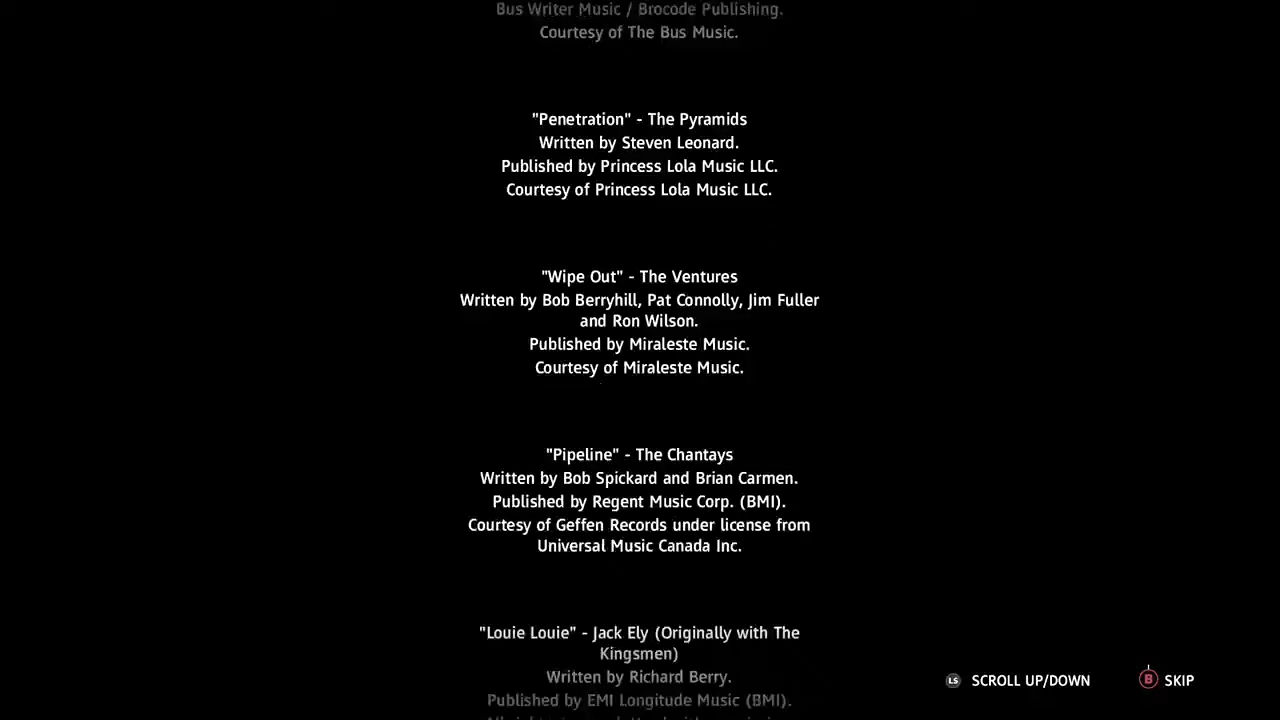 Bus Writer Music / Brocode Publishing.
Courtesy of The Bus Music.
"Penetration" - The Pyramids
Written by Steven Leonard.
Published by Princess Lola Music LLC.
Courtesy of Princess Lola Music LLC.
"Wipe Out" - The Ventures
Written by Bob Berryhill, Pat Connolly, Jim Fuller
and Ron Wilson.
Published by Miraleste Music.
Courtesy of Miraleste Music.
"Pipeline" - The Chantays
Written by Bob Spickard and Brian Carmen.
Published by Regent Music Corp. (BMI).
Courtesy of Geffen Records under license from
Universal Music Canada Inc.
"Louie Louie" - Jack Ely (Originally with The
Kingsmen)
Written by Richard Berry.
Published by EMI Longitude Music (BMI).
LS SCROLL UP/DOWN
B SKIP